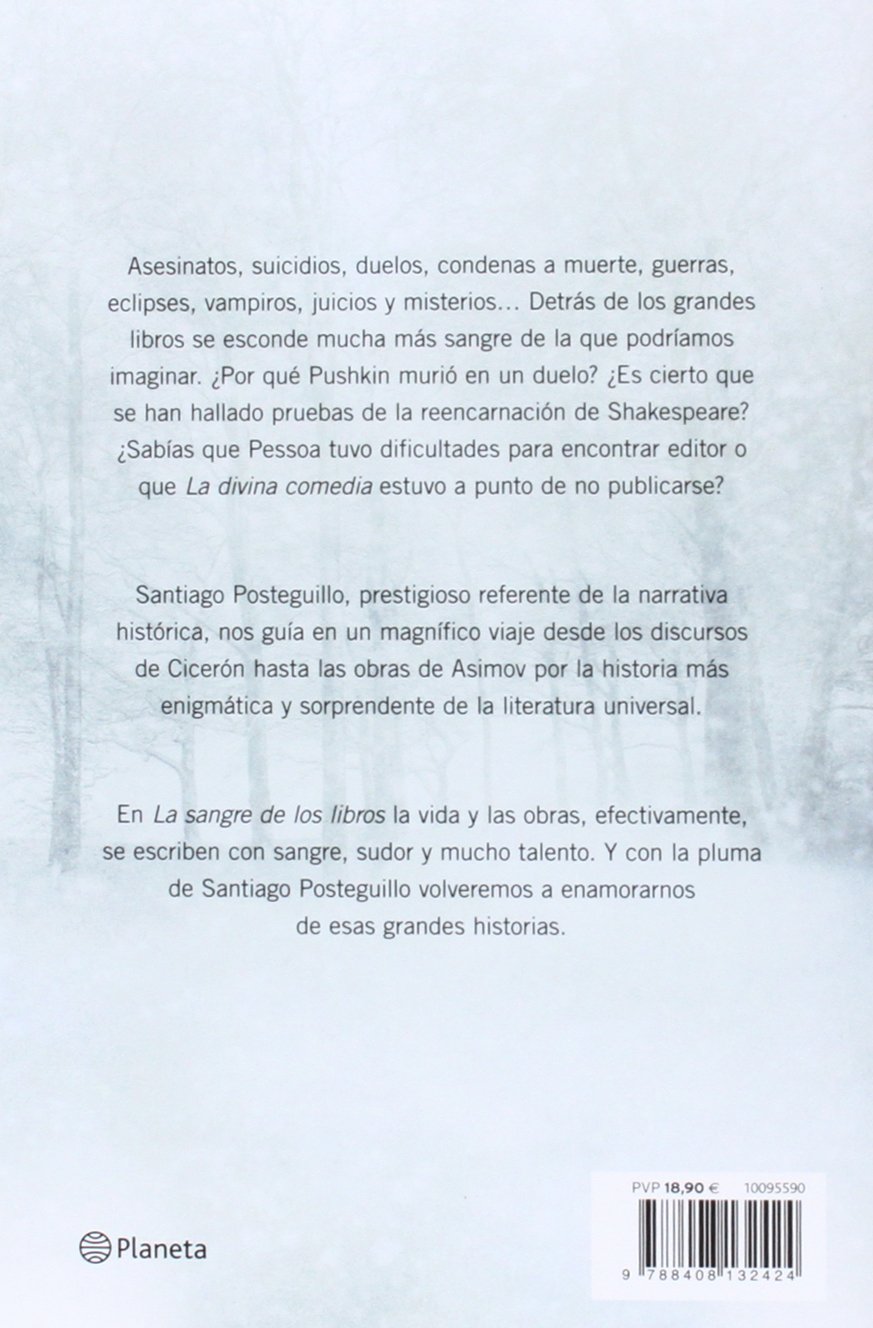 Asesinatos, suicidios, duelos, condenas a muerte, guerras,
eclipses, vampiros, juicios y misterios... Detrás de los grandes
libros se esconde mucha más sangre de la que podríamos
imaginar. ¿Por qué Pushkin murió en un duelo? ¿Es cierto que
se han hallado pruebas de la reencarnación de Shakespeare?
¿Sabías que Pessoa tuvo dificultades para encontrar editor o
que La divina comedia estuvo a punto de no publicarse?
Santiago Posteguillo, prestigioso referente de la narrativa
histórica, nos guía en un magnífico viaje desde los discursos
de Cicerón hasta las obras de Asimov por la historia más
enigmática y sorprendente de la literatura universal.
En La sangre de los libros la vida y las obras, efectivamente,
se escriben con sangre, sudor y mucho talento. Y con la pluma
de Santiago Posteguillo volveremos a enamorarnos
de esas grandes historias.
PVP 18,90 € 10095590
Planeta
9 788408 132424